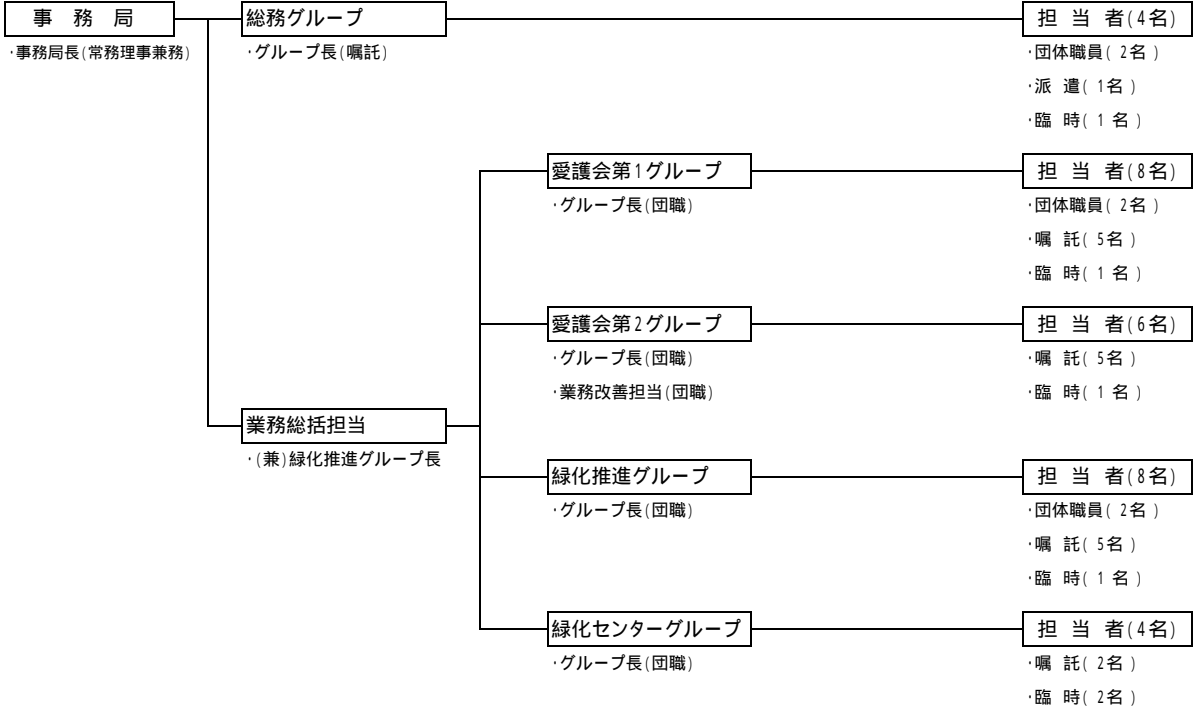 事 務 局
・事務局長(常務理事兼務)
総務グループ
・グループ長(嘱託)
担 当 者(4名)
・団体職員( 2名 )
・派 遣( 1名 )
・臨 時( 1 名 )
愛護会第1グループ
・グループ長(団職)
担 当 者(8名)
・団体職員( 2名 )
・嘱 託( 5名 )
・臨 時( 1 名 )
愛護会第2グループ
・グループ長(団職)
・業務改善担当(団職)
担 当 者(6名)
・嘱 託( 5名 )
・臨 時( 1 名 )
業務総括担当
・(兼)緑化推進グループ長
緑化推進グループ
・グループ長(団職)
担 当 者(8名)
・団体職員( 2名 )
・嘱 託( 5名 )
・臨 時( 1 名 )
緑化センターグループ
・グループ長(団職)
担 当 者(4名)
・嘱 託( 2名 )
・臨 時( 2名 )